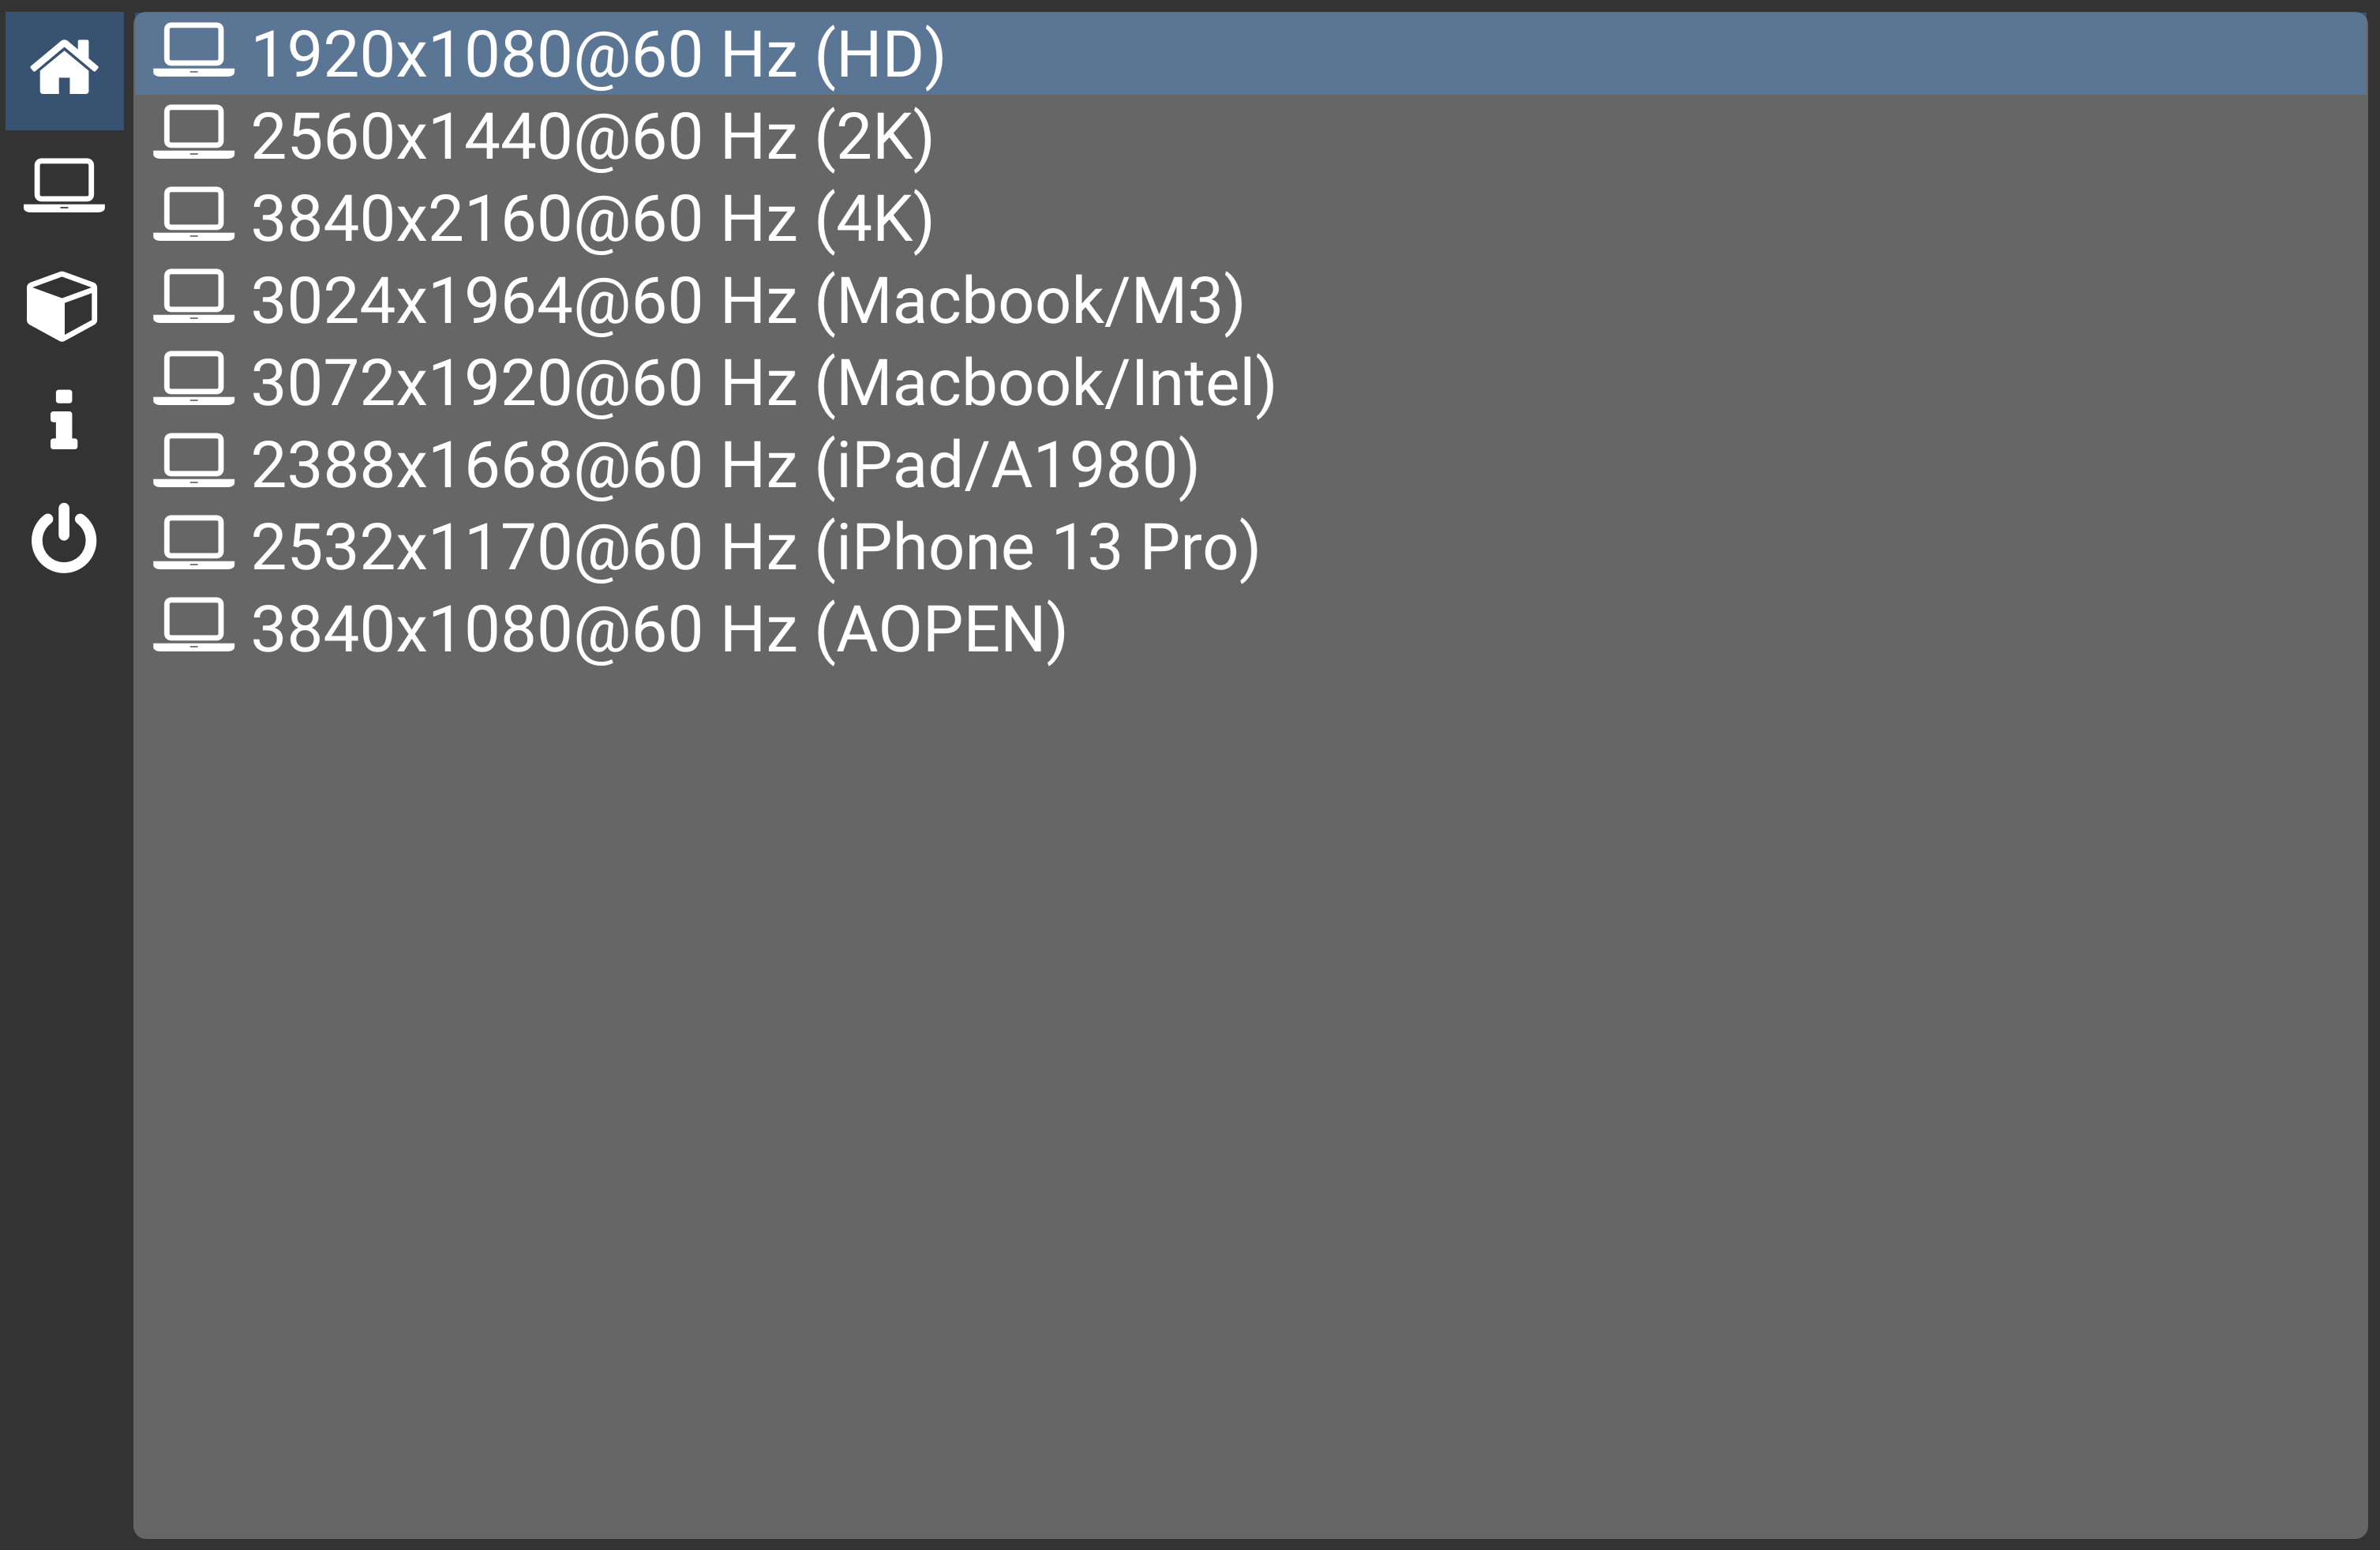 1920x1080@60 Hz (HD)
2560x1440@60 Hz (2K)
3840x2160@60 Hz (4K)
3024x1964@60 Hz (Macbook/M3)
3072x1920@60 Hz (Macbook/Intel)
2388x1668@60 Hz (iPad/A1980)
2532x1170@60 Hz (iPhone 13 Pro)
3840x1080@60 Hz (AOPEN)